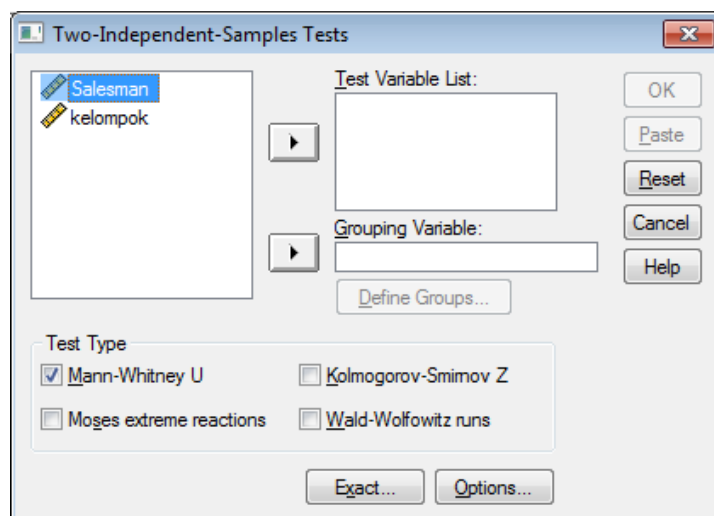 Two-Independent-Samples Tests
Salesman
kelompok
Test Variable List:
Grouping Variable:
Define Groups...
OK
Paste
Reset
Cancel
Help
Test Type
Mann-Whitney U
Kolmogorov-Smirnov Z
Moses extreme reactions
Wald-Wolfowitz runs
Exact...
Options...